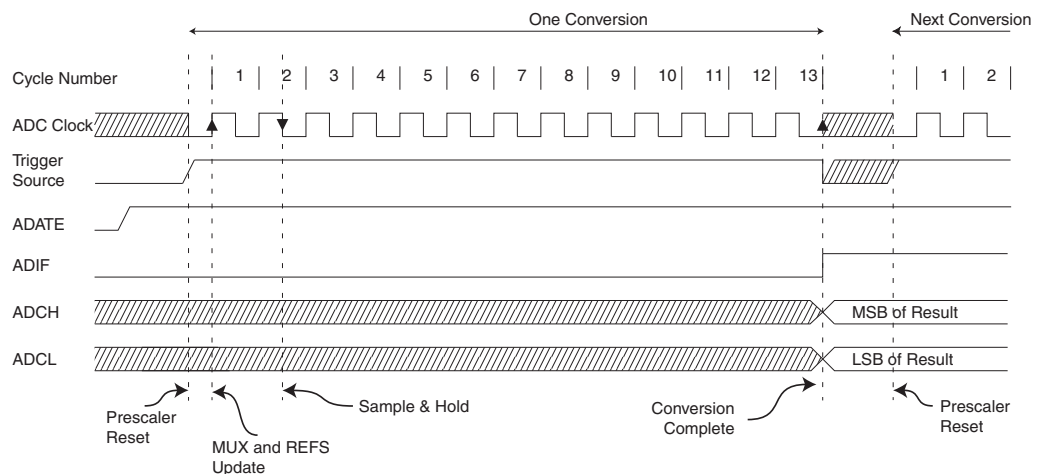 One Conversion
Next Conversion
Cycle Number
1 2 3 4 5 6 7 8 9 10 11 12 13 1 2
ADC Clock
Trigger
Source
ADATE
ADIF
ADCH
MSB of Result
ADCL
LSB of Result
Prescaler
Reset
MUX and REFS
Update
Sample & Hold
Conversion
Complete
Prescaler
Reset